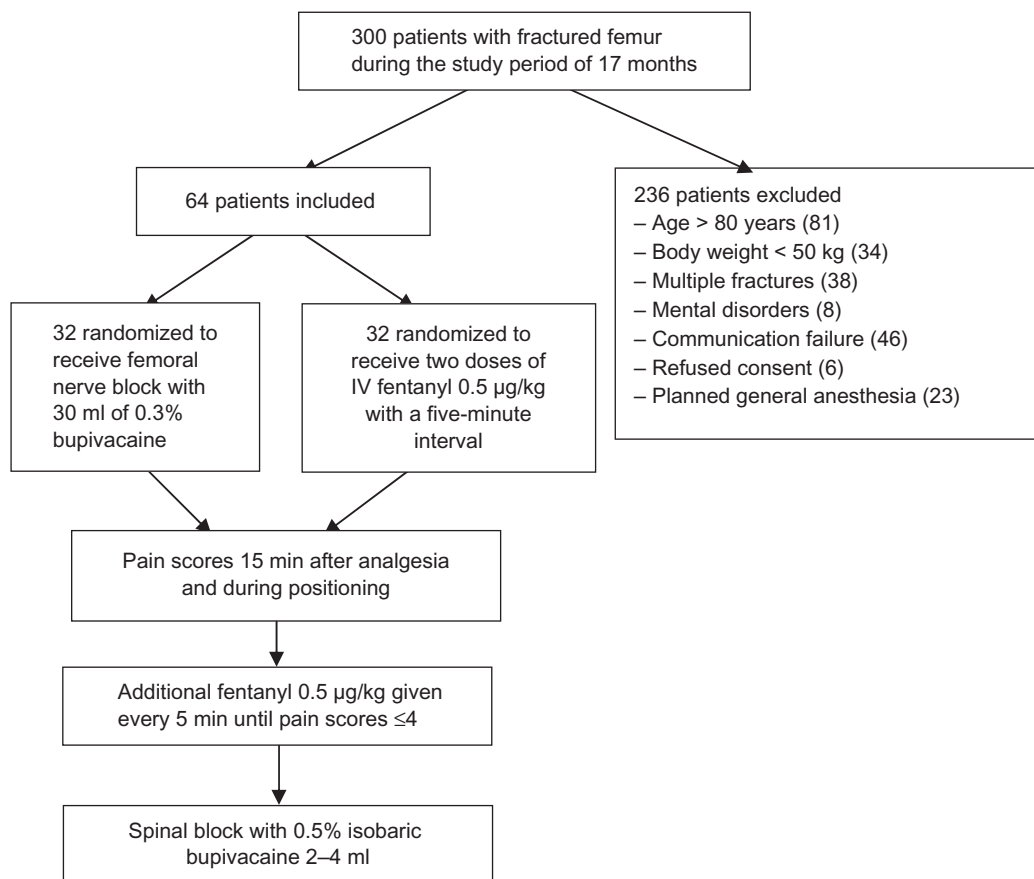 300 patients with fractured femur
during the study period of 17 months
64 patients included
236 patients excluded
– Age > 80 years (81)
– Body weight < 50 kg (34)
– Multiple fractures (38)
– Mental disorders (8)
– Communication failure (46)
– Refused consent (6)
– Planned general anesthesia (23)
32 randomized to
receive femoral
nerve block with
30 ml of 0.3%
bupivacaine
32 randomized to
receive two doses of
IV fentanyl 0.5 µg/kg
with a five-minute
interval
Pain scores 15 min after analgesia
and during positioning
Additional fentanyl 0.5 µg/kg given
every 5 min until pain scores ≤4
Spinal block with 0.5% isobaric
bupivacaine 2–4 ml